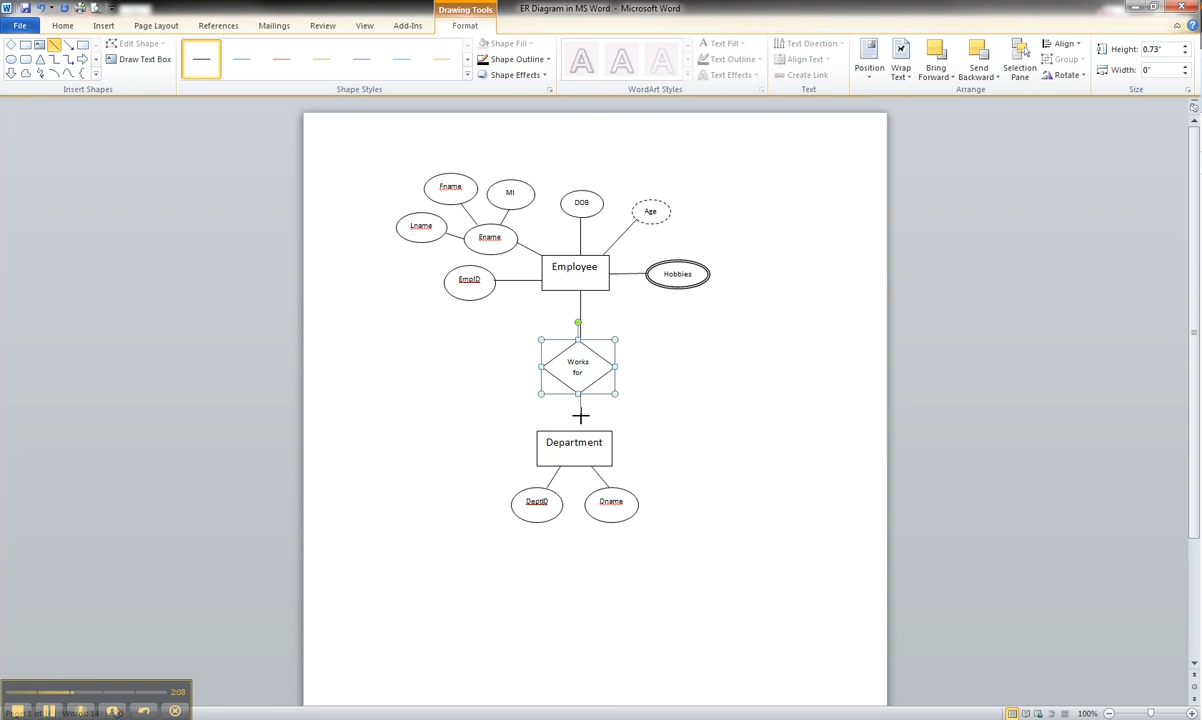 Drawing Tools
ER Diagram in MS Word - Microsoft Word
File Home Insert Page Layout References Mailings Review View Add-Ins Format
Edit Shape
Draw Text Box
Insert Shapes
Shape Fill
Shape Outline
Shape Effects
Shape Styles
A A A
Text Fill
Text Outline
Text Effects
WordArt Styles
Text Direction
Align Text
Create Link
Text
Position
Wrap Text
Bring Forward
Send Backward
Selection Pane
Align
Group
Rotate
Arrange
Height: 0.73"
Width: 0"
Size
Fname
MI
DOB
Age
Lname
Ename
Employee
Hobbies
EmpID
Works
for
Department
DeptID
Dname
2:08
Words: 14
100%